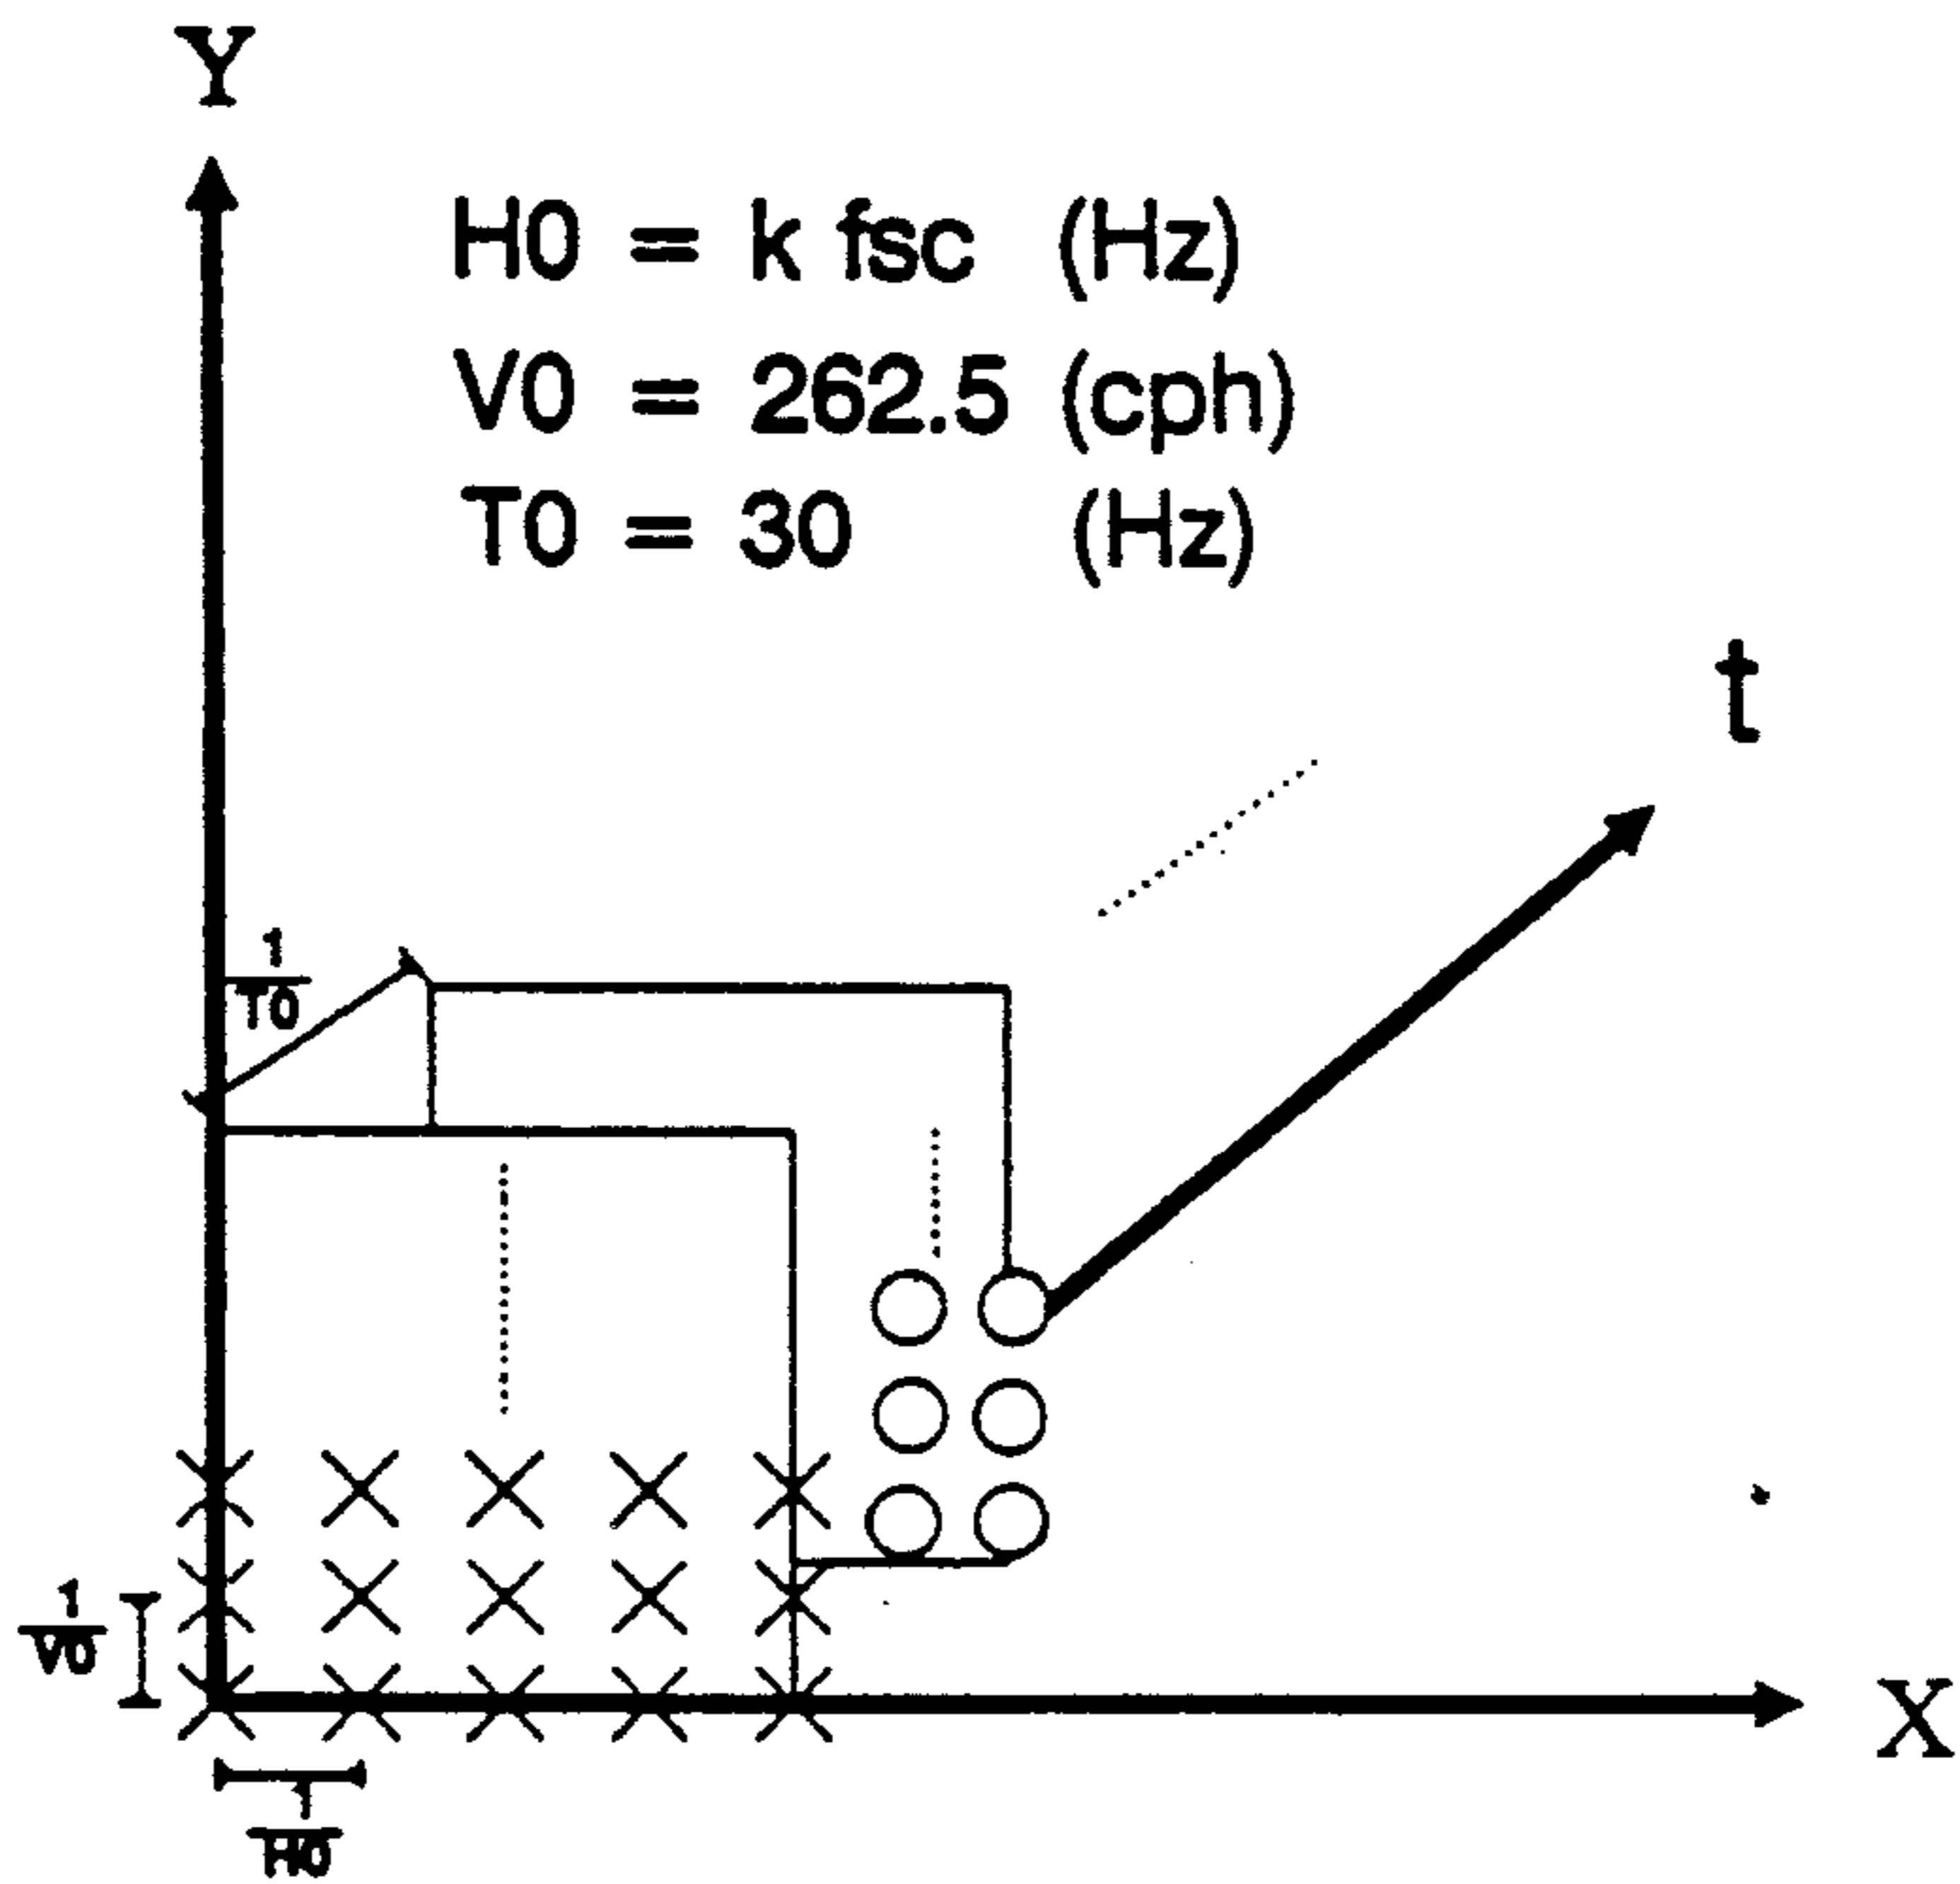 Y
H0 = k fsc (Hz)
V0 = 262.5 (cph)
T0 = 30 (Hz)
t
1
T0
1
V0
X
1
H0